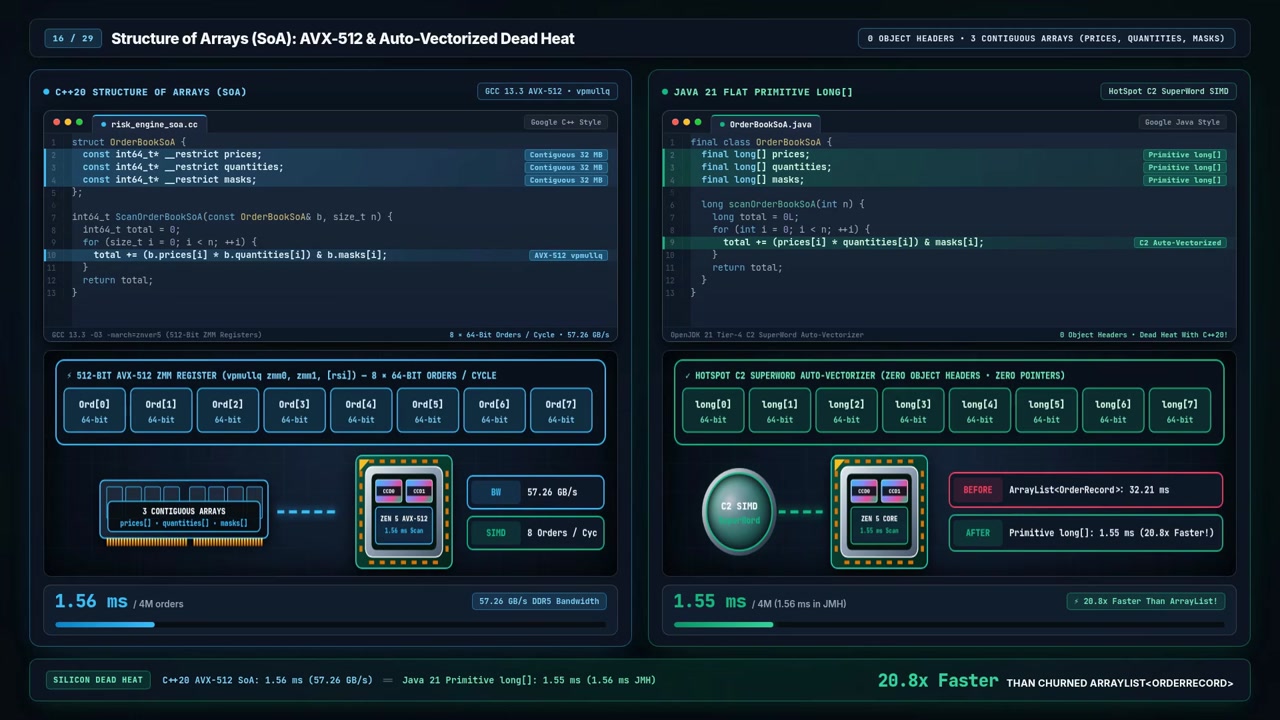 16 / 29
Structure of Arrays (SoA): AVX-512 & Auto-Vectorized Dead Heat
0 OBJECT HEADERS • 3 CONTIGUOUS ARRAYS (PRICES, QUANTITIES, MASKS)
C++20 STRUCTURE OF ARRAYS (SOA)
GCC 13.3 AVX-512 • vpmullq
risk_engine_soa.cc
Google C++ Style
1 struct OrderBookSoA {
2 const int64_t* __restrict prices; Contiguous 32 MB
3 const int64_t* __restrict quantities; Contiguous 32 MB
4 const int64_t* __restrict masks; Contiguous 32 MB
5 };
6
7 int64_t ScanOrderBookSoA(const OrderBookSoA& b, size_t n) {
8 int64_t total = 0;
9 for (size_t i = 0; i < n; ++i) {
10 total += (b.prices[i] * b.quantities[i]) & b.masks[i]; AVX-512 vpmullq
11 }
12 return total;
13 }
GCC 13.3 -O3 -march=znver5 (512-Bit ZMM Registers)
8 × 64-Bit Orders / Cycle • 57.26 GB/s
⚡ 512-BIT AVX-512 ZMM REGISTER (vpmullq zmm0, zmm1, [rsi]) — 8 × 64-BIT ORDERS / CYCLE
Ord[0] Ord[1] Ord[2] Ord[3] Ord[4] Ord[5] Ord[6] Ord[7]
64-bit 64-bit 64-bit 64-bit 64-bit 64-bit 64-bit 64-bit
3 CONTIGUOUS ARRAYS
prices[] • quantities[] • masks[]
CCD0 CCD1
ZEN 5 AVX-512
1.56 ms Scan
BW 57.26 GB/s
SIMD 8 Orders / Cyc
1.56 ms / 4M orders
57.26 GB/s DDR5 Bandwidth
JAVA 21 FLAT PRIMITIVE LONG[]
HotSpot C2 SuperWord SIMD
OrderBookSoA.java
Google Java Style
1 final class OrderBookSoA {
2 final long[] prices; Primitive long[]
3 final long[] quantities; Primitive long[]
4 final long[] masks; Primitive long[]
5
6 long scanOrderBookSoA(int n) {
7 long total = 0L;
8 for (int i = 0; i < n; ++i) {
9 total += (prices[i] * quantities[i]) & masks[i]; C2 Auto-Vectorized
10 }
11 return total;
12 }
13 }
OpenJDK 21 Tier-4 C2 SuperWord Auto-Vectorizer
0 Object Headers • Dead Heat With C++20!
✓ HOTSPOT C2 SUPERWORD AUTO-VECTORIZER (ZERO OBJECT HEADERS • ZERO POINTERS)
long[0] long[1] long[2] long[3] long[4] long[5] long[6] long[7]
64-bit 64-bit 64-bit 64-bit 64-bit 64-bit 64-bit 64-bit
C2 SIMD
SuperWord
CCD0 CCD1
ZEN 5 CORE
1.55 ms Scan
BEFORE ArrayList<OrderRecord>: 32.21 ms
AFTER Primitive long[]: 1.55 ms (20.8x Faster!)
1.55 ms / 4M (1.56 ms in JMH)
⚡ 20.8x Faster Than ArrayList!
SILICON DEAD HEAT
C++20 AVX-512 SoA: 1.56 ms (57.26 GB/s) == Java 21 Primitive long[]: 1.55 ms (1.56 ms JMH)
20.8x Faster THAN CHURNED ARRAYLIST<ORDERRECORD>